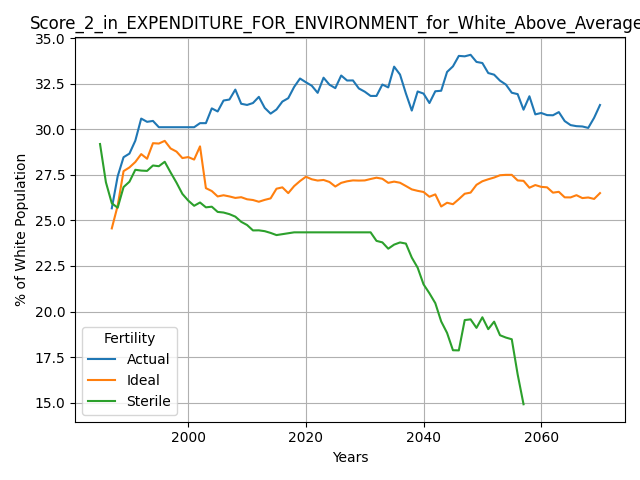 Score_2_in_EXPENDITURE_FOR_ENVIRONMENT_for_White_Above_Average
35.0
32.5
30.0
27.5
25.0
22.5
20.0
17.5
15.0
% of White Population
Fertility
Actual
Ideal
Sterile
2000 2020 2040 2060
Years